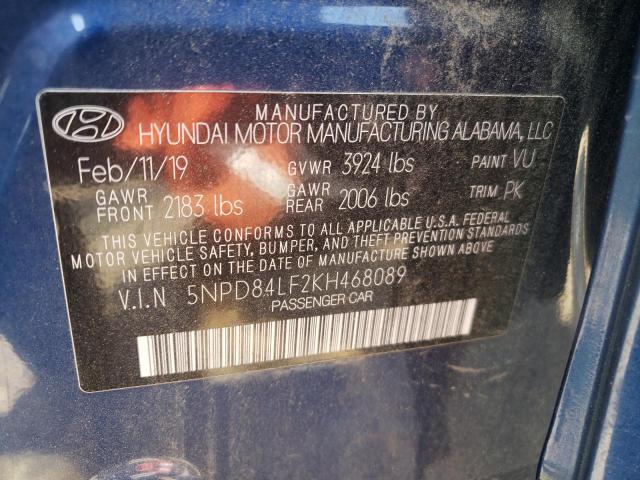 MANUFACTURED BY
HYUNDAI MOTOR MANUFACTURING ALABAMA, LLC
Feb/11/19 GVWR 3924 lbs PAINT VU
GAWR FRONT 2183 lbs GAWR REAR 2006 lbs TRIM PK
THIS VEHICLE CONFORMS TO ALL APPLICABLE U.S.A. FEDERAL
MOTOR VEHICLE SAFETY, BUMPER, AND THEFT PREVENTION STANDARDS
IN EFFECT ON THE DATE OF MANUFACTURE SHOWN ABOVE
V.I.N 5NPD84LF2KH468089
PASSENGER CAR